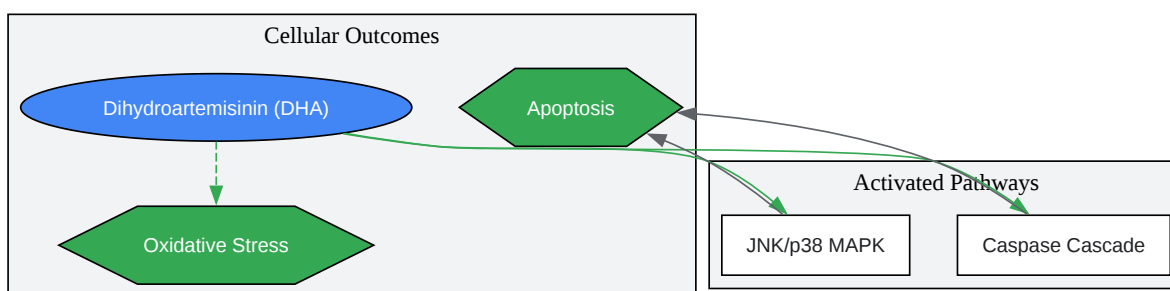 Cellular Outcomes
Dihydroartemisinin (DHA)
Apoptosis
Oxidative Stress
Activated Pathways
JNK/p38 MAPK
Caspase Cascade